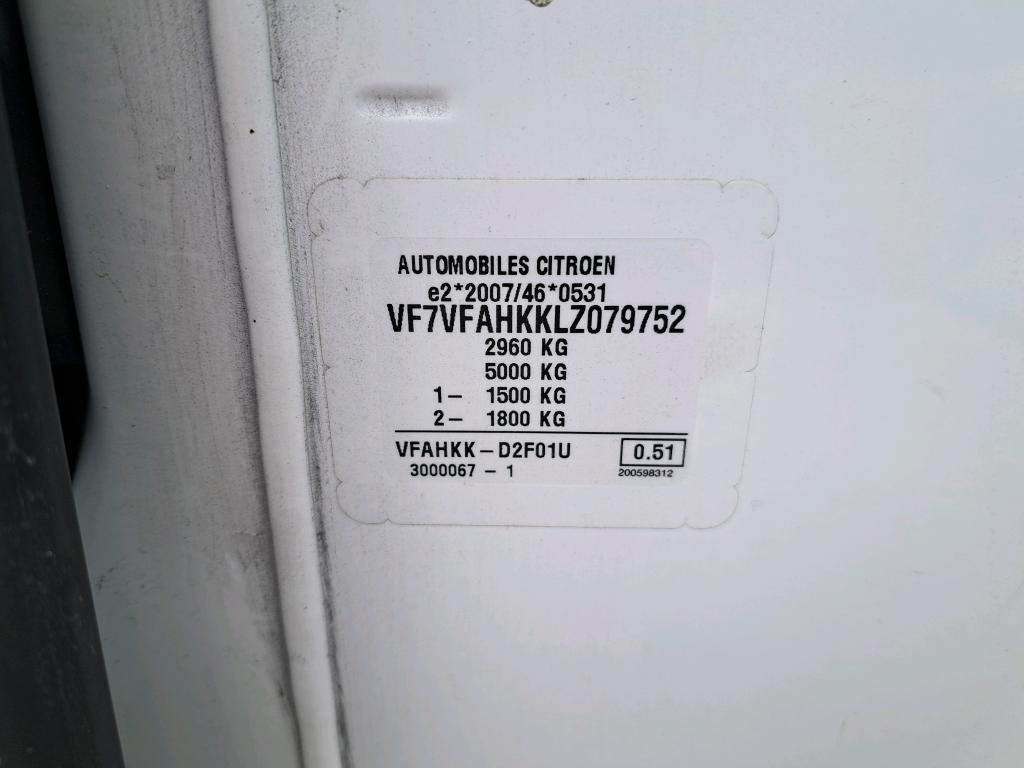 AUTOMOBILES CITROEN
e2*2007/46*0531
VF7VFAHKKLZ079752
2960 KG
5000 KG
1– 1500 KG
2– 1800 KG
VFAHKK–D2F01U 0.51
3000067 – 1 200598312